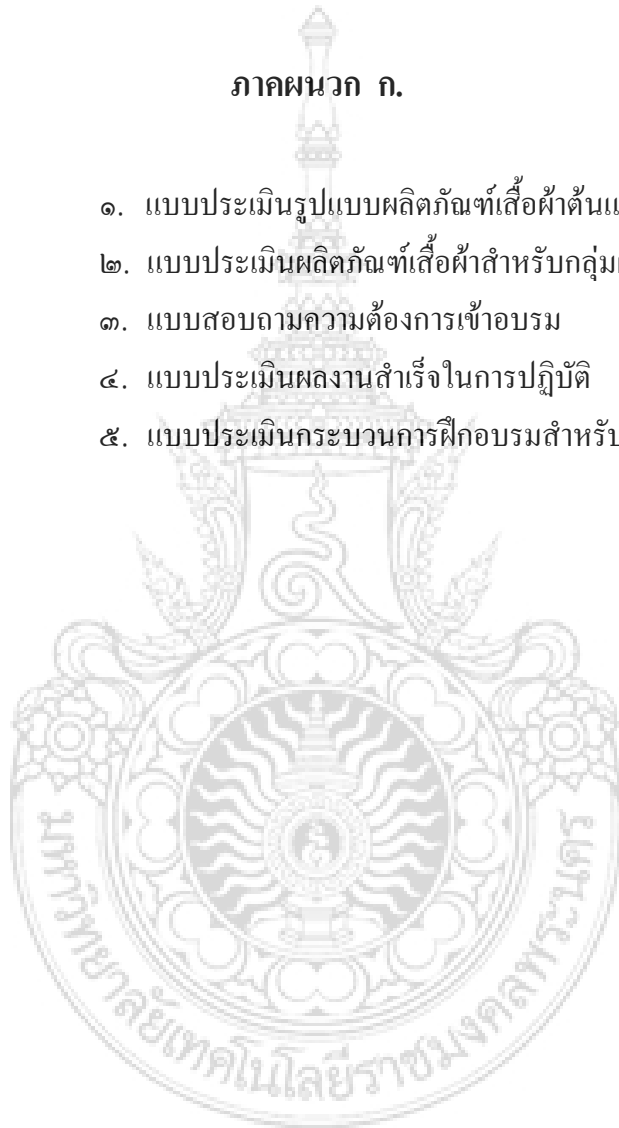 ภาคผนวก ก.
๑. แบบประเมินรูปแบบผลิตภัณฑ์เสื้อผ้าต้นแ
๒. แบบประเมินผลิตภัณฑ์เสื้อผ้าสำหรับกลุ่ม
๓. แบบสอบถามความต้องการเข้าอบรม
๔. แบบประเมินผลงานสำเร็จในการปฏิบัติ
๕. แบบประเมินกระบวนการฝึกอบรมสำหรับ
มหาวิทยาลัยเทคโนโลยีราชมงคลพระนคร